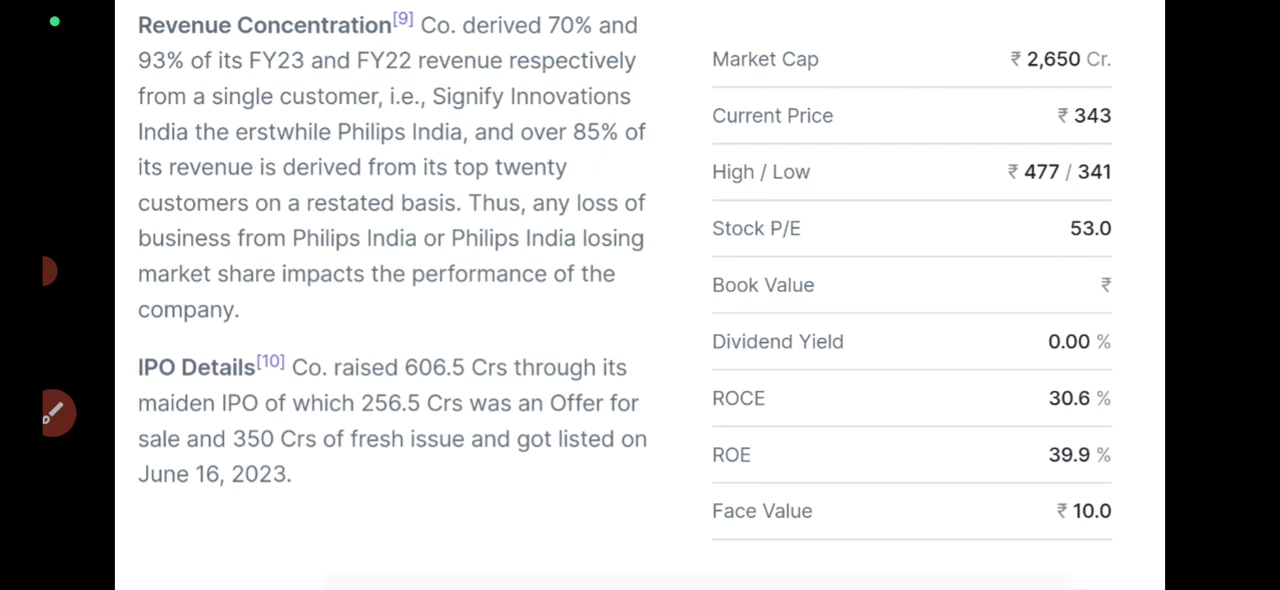 Revenue Concentration[9] Co. derived 70% and
93% of its FY23 and FY22 revenue respectively
from a single customer, i.e., Signify Innovations
India the erstwhile Philips India, and over 85% of
its revenue is derived from its top twenty
customers on a restated basis. Thus, any loss of
business from Philips India or Philips India losing
market share impacts the performance of the
company.
IPO Details[10] Co. raised 606.5 Crs through its
maiden IPO of which 256.5 Crs was an Offer for
sale and 350 Crs of fresh issue and got listed on
June 16, 2023.
Market Cap ₹ 2,650 Cr.
Current Price ₹ 343
High / Low ₹ 477 / 341
Stock P/E 53.0
Book Value ₹
Dividend Yield 0.00 %
ROCE 30.6 %
ROE 39.9 %
Face Value ₹ 10.0